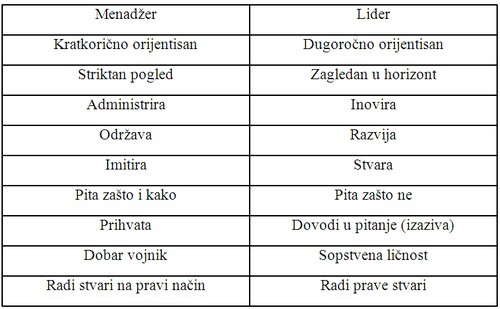 Menadžer Lider
Kratkorično orijentisan Dugoročno orijentisan
Striktan pogled Zagledan u horizont
Administrira Inovira
Održava Razvija
Imitira Stvara
Pita zašto i kako Pita zašto ne
Prihvata Dovodi u pitanje (izaziva)
Dobar vojnik Sopstvena ličnost
Radi stvari na pravi način Radi prave stvari